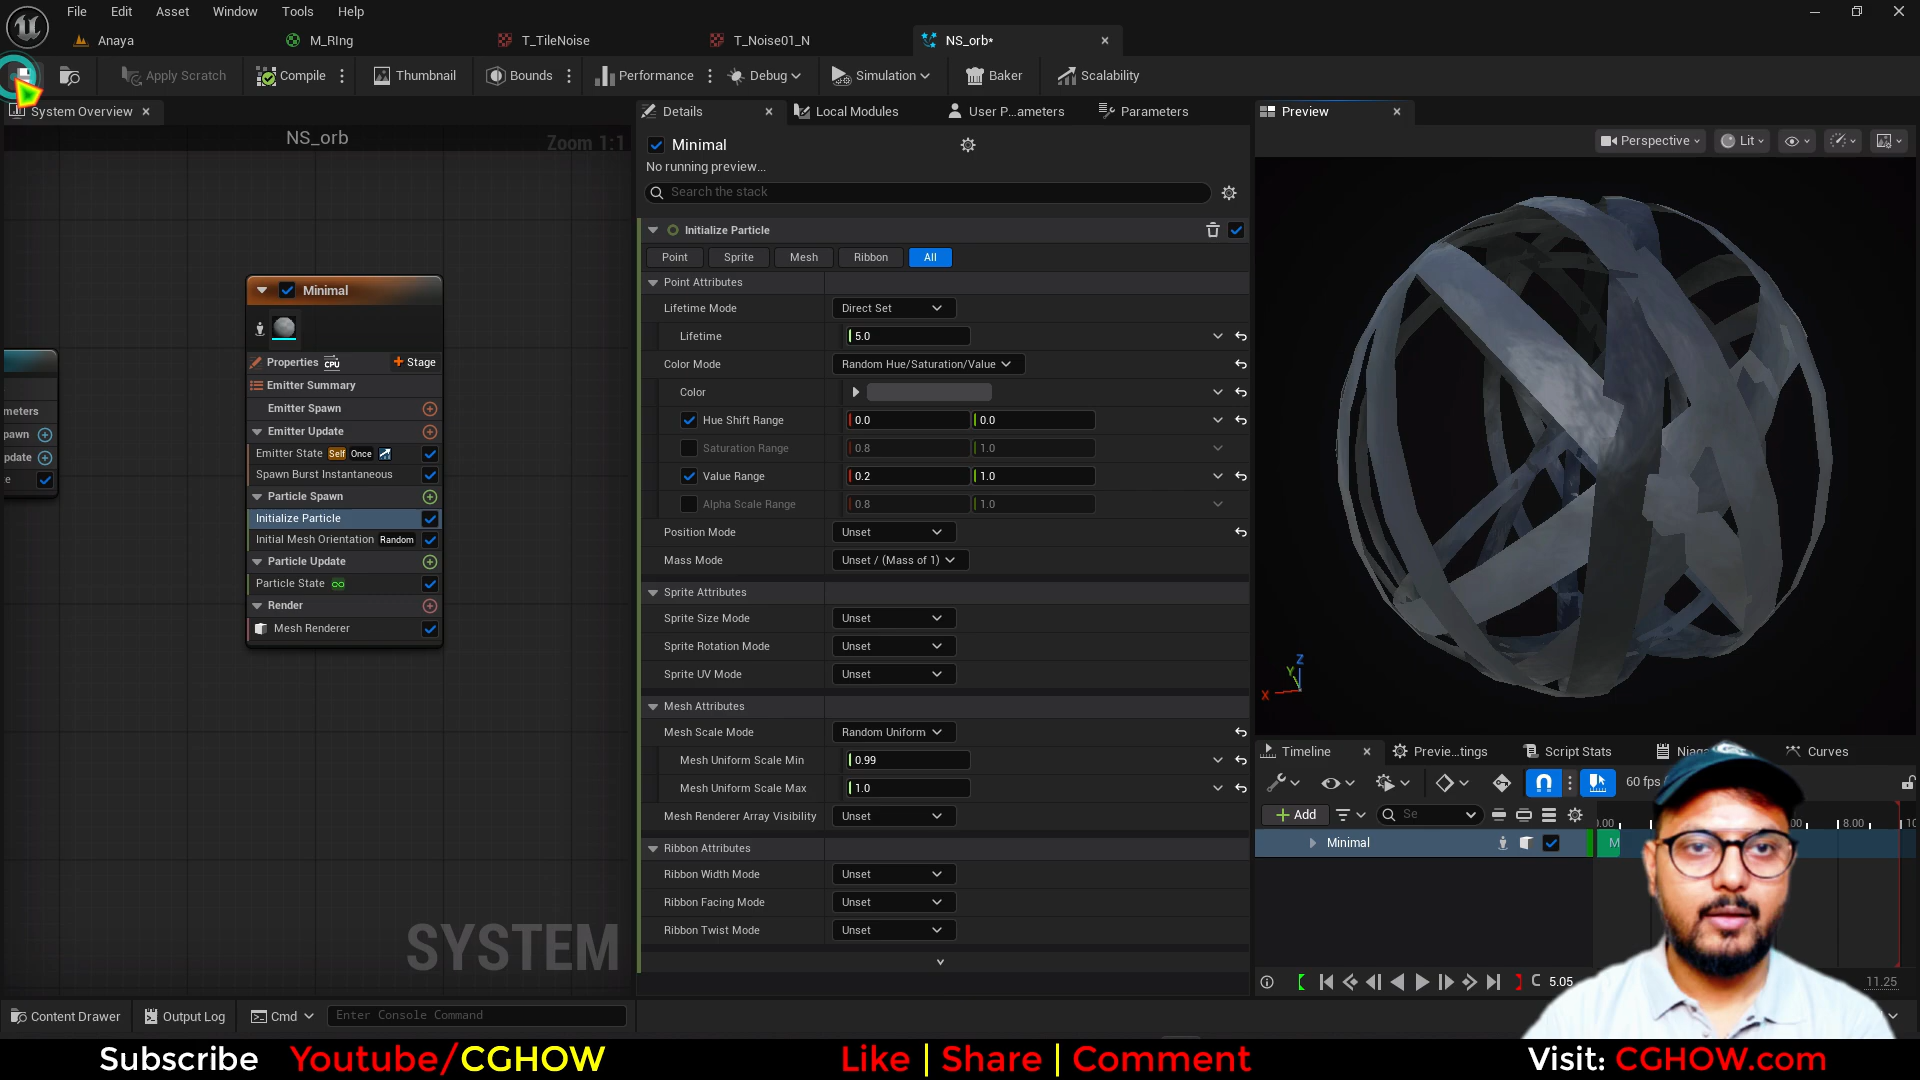 File Edit Asset Window Tools Help
Anaya M_RIng T_TileNoise T_Noise01_N NS_orb*
Apply Scratch Compile Thumbnail Bounds Performance Debug Simulation Baker Scalability
System Overview
NS_orb
Zoom 1:1
Minimal
Properties CPU Stage
Emitter Summary
Emitter Spawn
Emitter Update
Emitter State Self Once
Spawn Burst Instantaneous
Particle Spawn
Initialize Particle
Initial Mesh Orientation Random
Particle Update
Particle State
Render
Mesh Renderer
meters
pawn
pdate
SYSTEM
Details Local Modules User P...ameters Parameters
Minimal
No running preview...
Search the stack
Initialize Particle
Point Sprite Mesh Ribbon All
Point Attributes
Lifetime Mode Direct Set
Lifetime 5.0
Color Mode Random Hue/Saturation/Value
Color
Hue Shift Range 0.0 0.0
Saturation Range 0.8 1.0
Value Range 0.2 1.0
Alpha Scale Range 0.8 1.0
Position Mode Unset
Mass Mode Unset / (Mass of 1)
Sprite Attributes
Sprite Size Mode Unset
Sprite Rotation Mode Unset
Sprite UV Mode Unset
Mesh Attributes
Mesh Scale Mode Random Uniform
Mesh Uniform Scale Min 0.99
Mesh Uniform Scale Max 1.0
Mesh Renderer Array Visibility Unset
Ribbon Attributes
Ribbon Width Mode Unset
Ribbon Facing Mode Unset
Ribbon Twist Mode Unset
Preview
Perspective Lit
Z
Y
X
Timeline Previe...tings Script Stats Curves
60 fps
Add Se 8.00
Minimal M
5.05 11.25
Content Drawer Output Log Cmd Enter Console Command
Subscribe Youtube/CGHOW Like | Share | Comment Visit: CGHOW.com